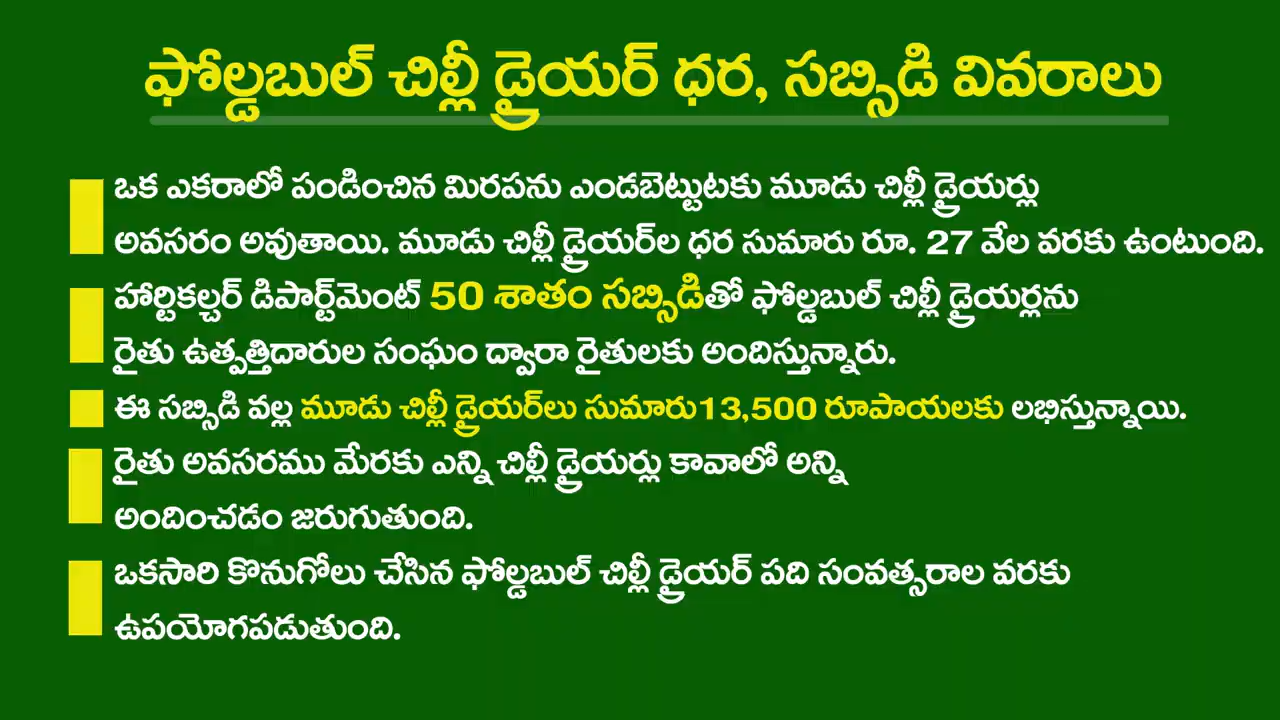 ఫోల్డబుల్ చిల్లీ డ్రైయర్ ధర, సబ్సిడి వివరాలు
ఒక ఎకరాలో పండించిన మిరపను ఎండబెట్టుటకు మూడు చిల్లీ డ్రైయర్లు
అవసరం అవుతాయి. మూడు చిల్లీ డ్రైయర్‌ల ధర సుమారు రూ. 27 వేల వరకు ఉంటుంది.
హార్టికల్చర్ డిపార్ట్‌మెంట్ 50 శాతం సబ్సిడితో ఫోల్డబుల్ చిల్లీ డ్రైయర్లను
రైతు ఉత్పత్తిదారుల సంఘం ద్వారా రైతులకు అందిస్తున్నారు.
ఈ సబ్సిడి వల్ల మూడు చిల్లీ డ్రైయర్‌లు సుమారు13,500 రూపాయలకు లభిస్తున్నాయి.
రైతు అవసరము మేరకు ఎన్ని చిల్లీ డ్రైయర్లు కావాలో అన్ని
అందించడం జరుగుతుంది.
ఒకసారి కొనుగోలు చేసిన ఫోల్డబుల్ చిల్లీ డ్రైయర్ పది సంవత్సరాల వరకు
ఉపయోగపడుతుంది.